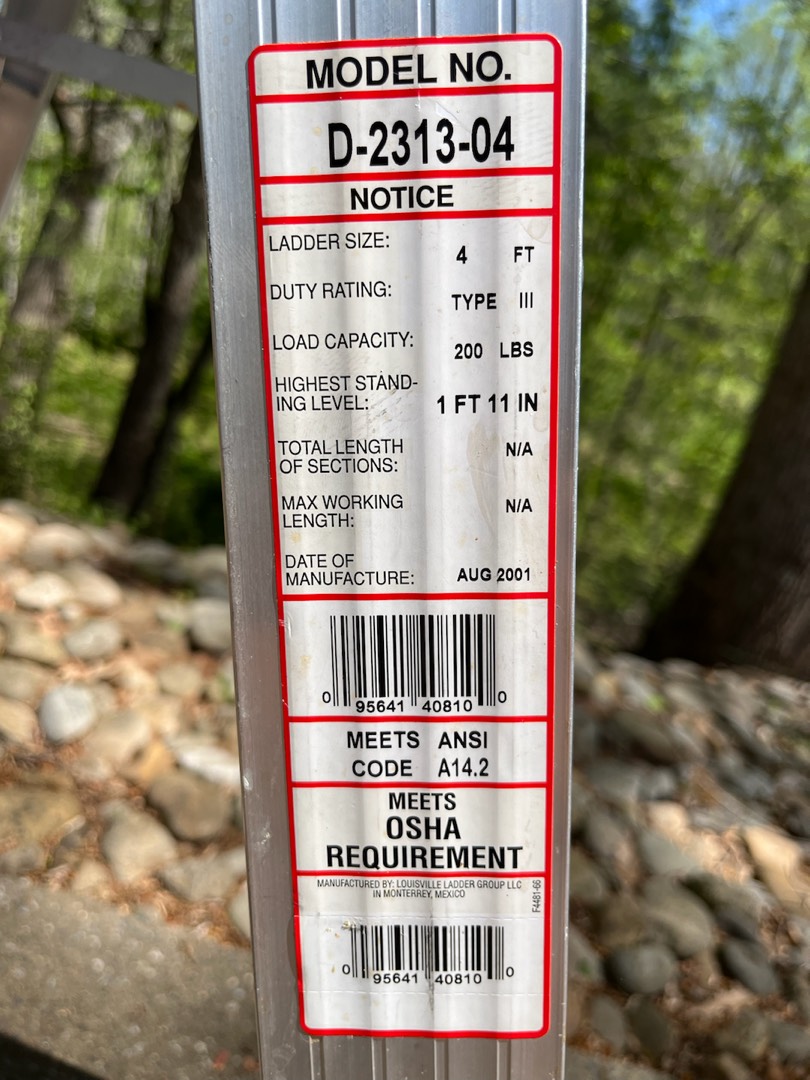 MODEL NO.
D-2313-04
NOTICE
LADDER SIZE: 4 FT
DUTY RATING: TYPE III
LOAD CAPACITY: 200 LBS
HIGHEST STAND-
ING LEVEL: 1 FT 11 IN
TOTAL LENGTH N/A
OF SECTIONS:
MAX WORKING N/A
LENGTH:
DATE OF
MANUFACTURE: AUG 2001
0 95641 40810 0
MEETS ANSI
CODE A14.2
MEETS
OSHA
REQUIREMENT
MANUFACTURED BY: LOUISVILLE LADDER GROUP LLC
IN MONTERREY, MEXICO
F4481-66
0 95641 40810 0